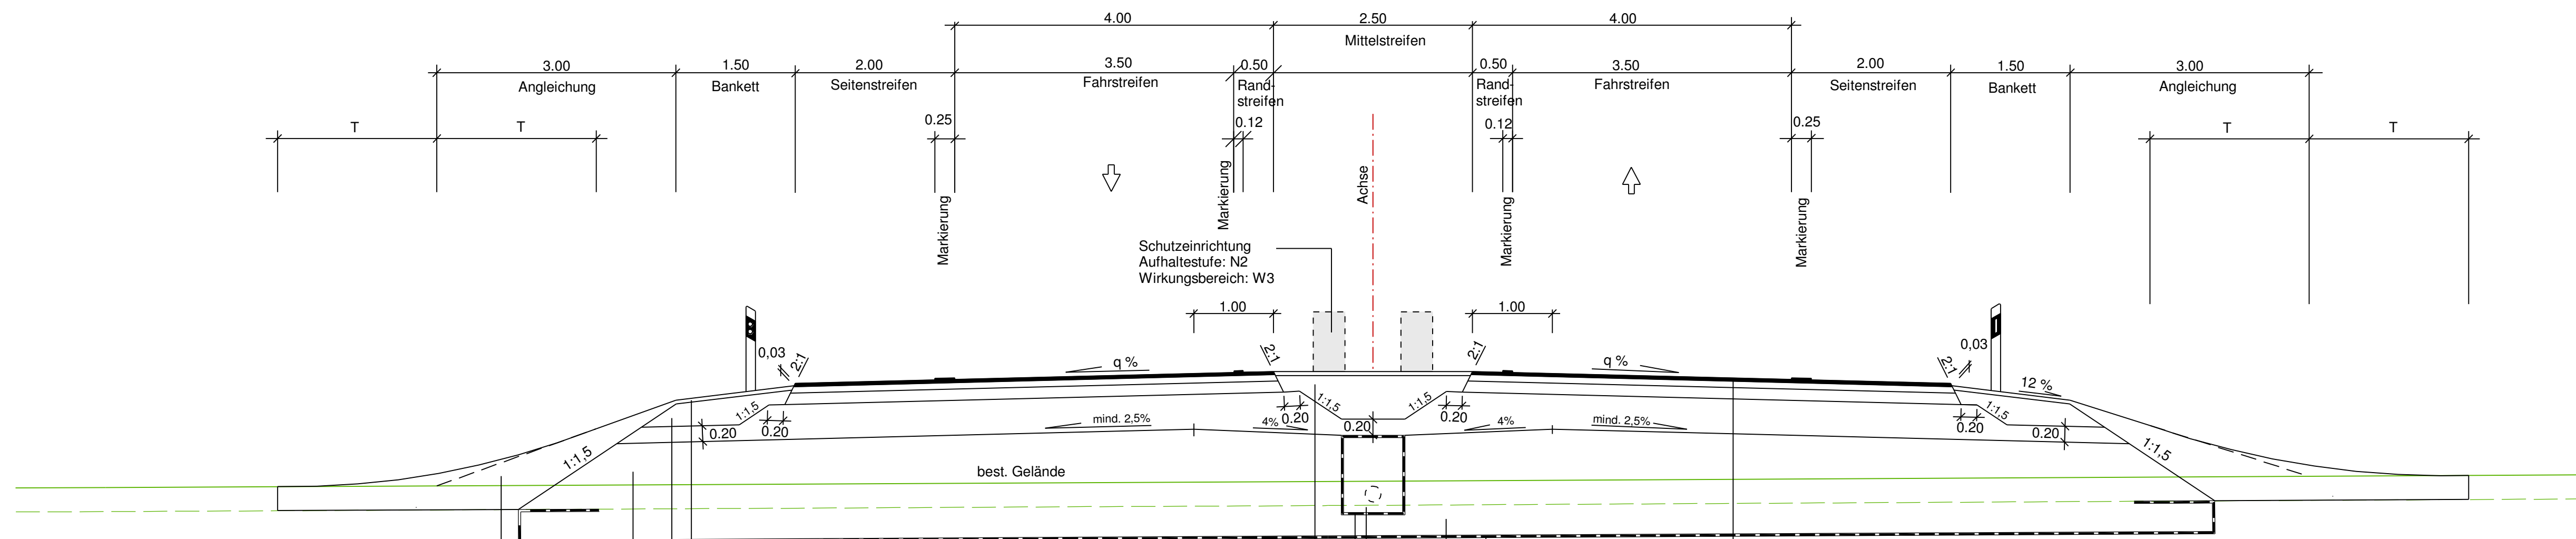 4.00 2.50 4.00
Mittelstreifen
3.00 1.50 2.00 3.50 0.50 0.50 3.50 2.00 1.50 3.00
Angleichung Bankett Seitenstreifen Fahrstreifen Rand- Rand- Fahrstreifen Seitenstreifen Bankett Angleichung
streifen streifen
T T 0.25 0.12 0.12 0.25 T T
Markierung Markierung Achse Markierung Markierung
Schutzeinrichtung
Aufhaltestufe: N2
Wirkungsbereich: W3
1.00 1.00
0,03 2:1 q % 2:1 2:1 q % 2:1 0,03
12 %
1:1,5 1:1,5 1:1,5 1:1,5
0.20 0.20 mind. 2,5% 4% 0.20 0.20 0.20 4% mind. 2,5% 0.20 0.20
1:1,5 1:1,5
best. Gelände